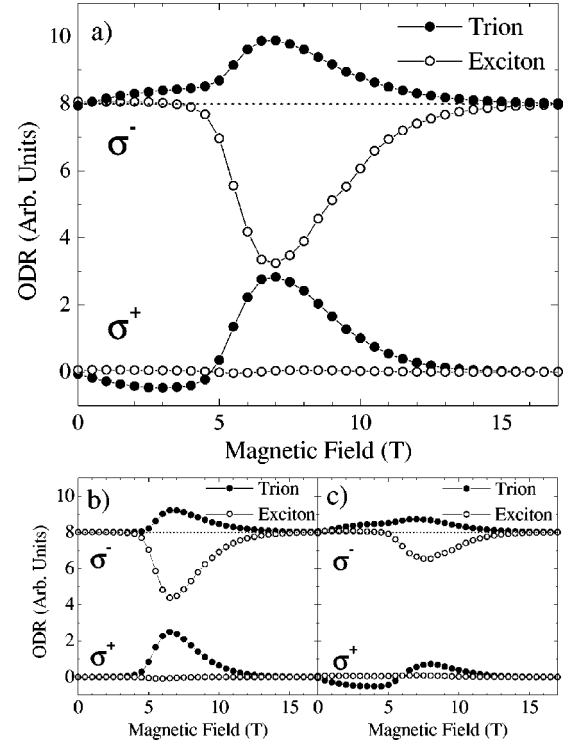 a)
Trion
Exciton
σ-
σ+
ODR (Arb. Units)
10
8
6
4
2
0
0 5 10 15
Magnetic Field (T)
b)
Trion
Exciton
σ-
σ+
ODR (Arb. Units)
10
8
6
4
2
0
0 5 10 15
Magnetic Field (T)
c)
Trion
Exciton
σ-
σ+
0 5 10 15
Magnetic Field (T)